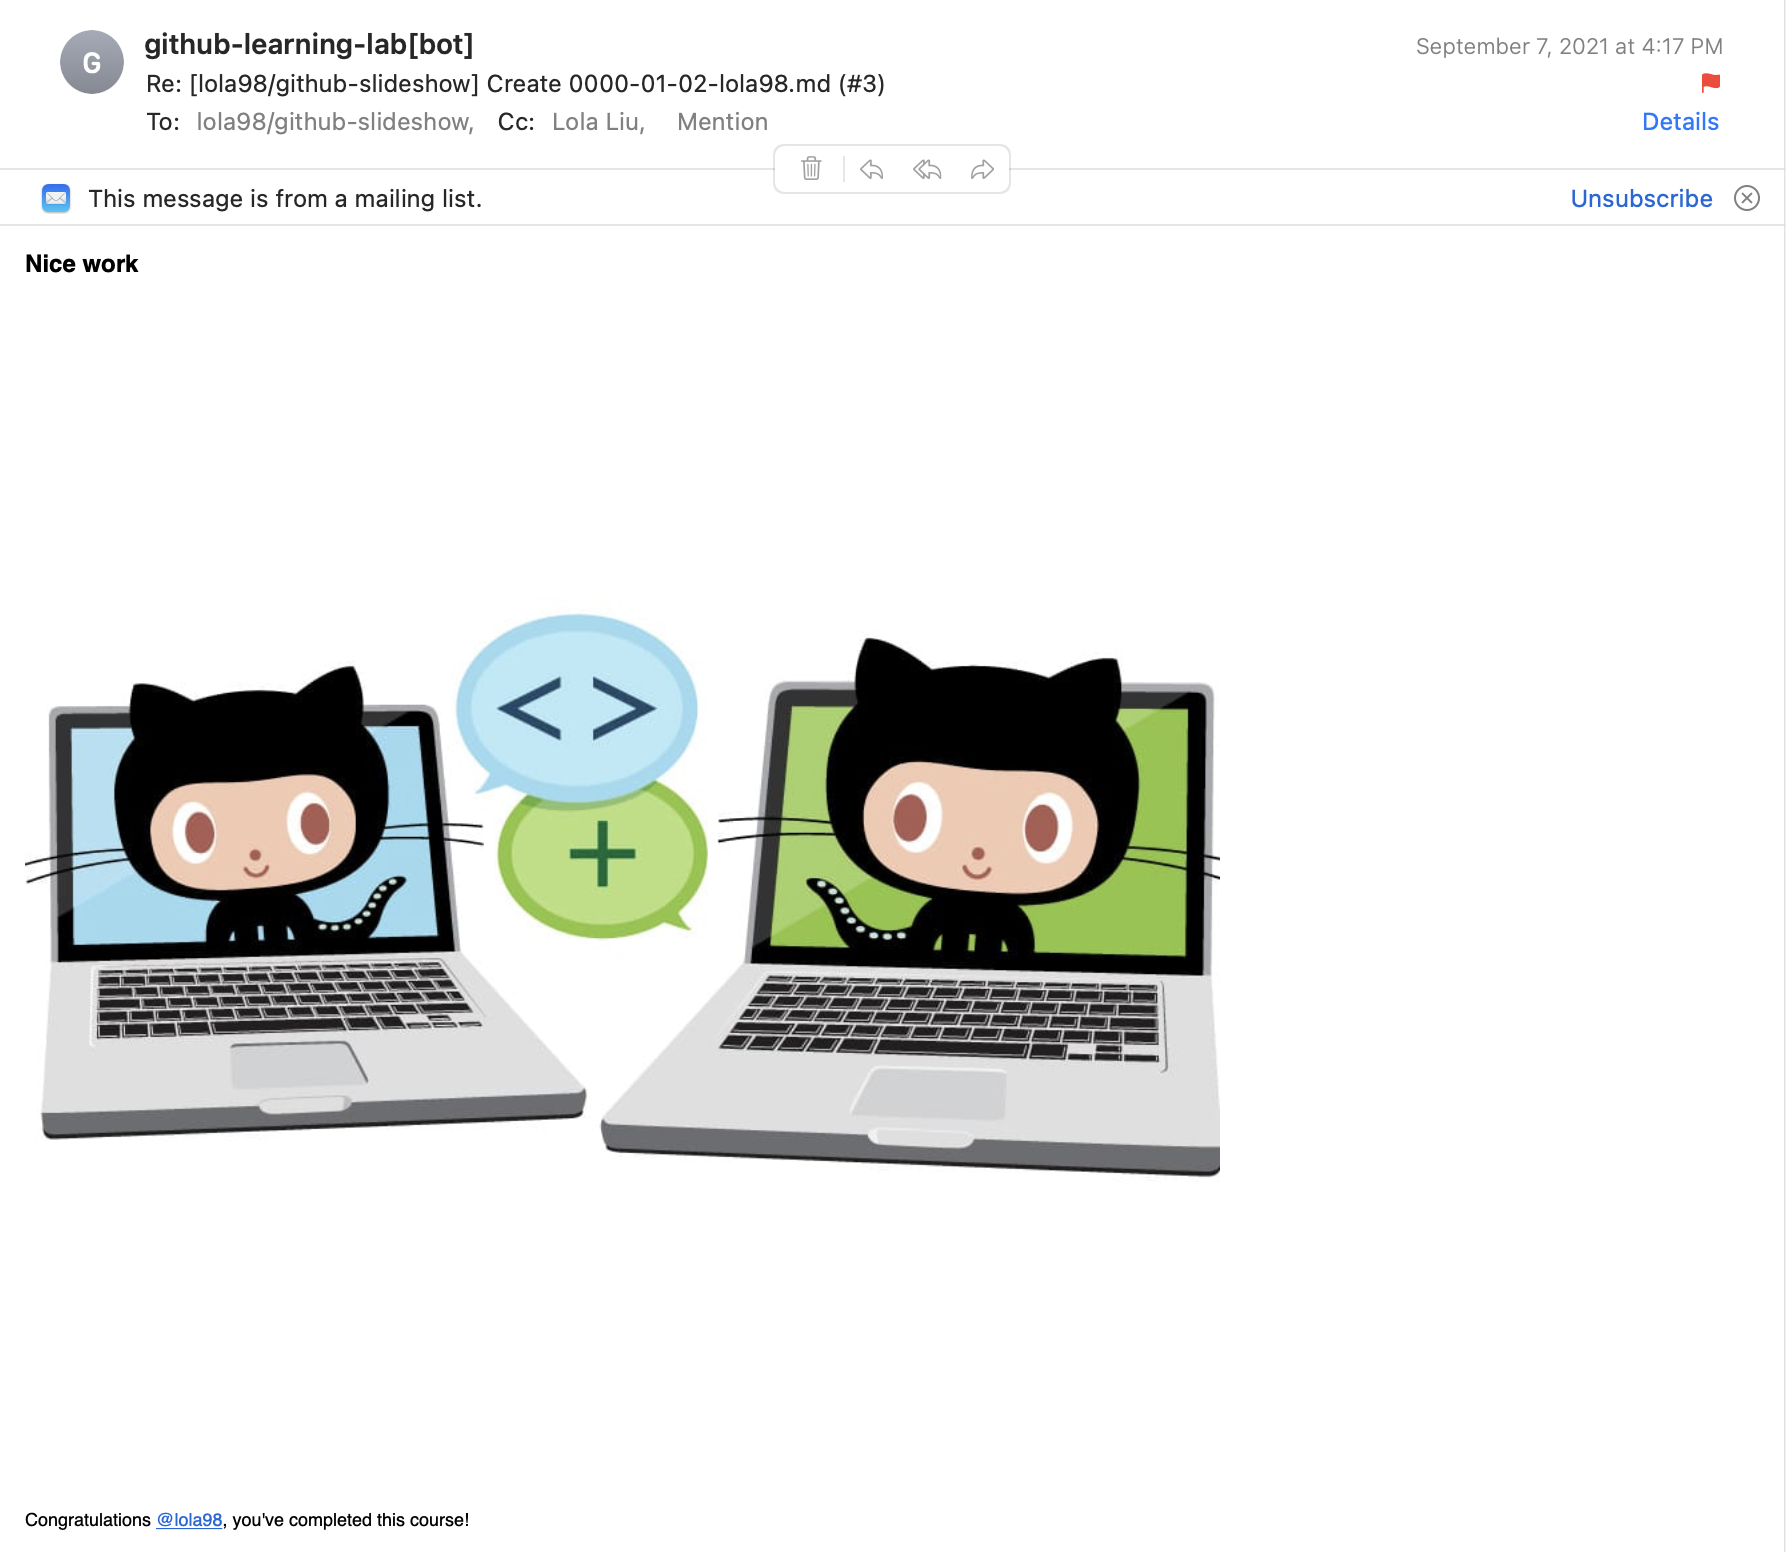 G
github-learning-lab[bot]
September 7, 2021 at 4:17 PM
Re: [lola98/github-slideshow] Create 0000-01-02-lola98.md (#3)
To: lola98/github-slideshow, Cc: Lola Liu, Mention
Details
This message is from a mailing list.
Unsubscribe
Nice work
< >
+
Congratulations @lola98, you've completed this course!